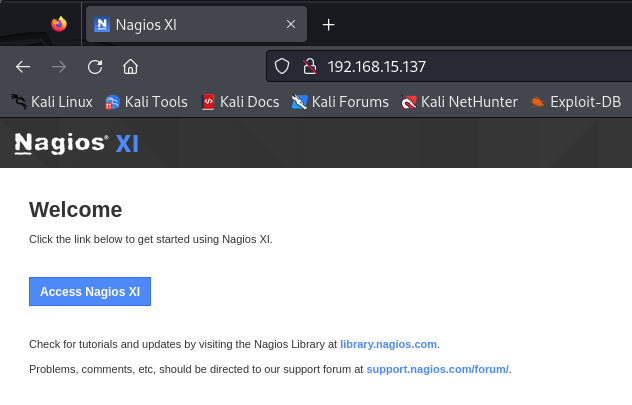 Nagios XI
192.168.15.137
Kali Linux Kali Tools Kali Docs Kali Forums Kali NetHunter Exploit-DB
Nagios® XI
Welcome
Click the link below to get started using Nagios XI.
Access Nagios XI
Check for tutorials and updates by visiting the Nagios Library at library.nagios.com.
Problems, comments, etc, should be directed to our support forum at support.nagios.com/forum/.